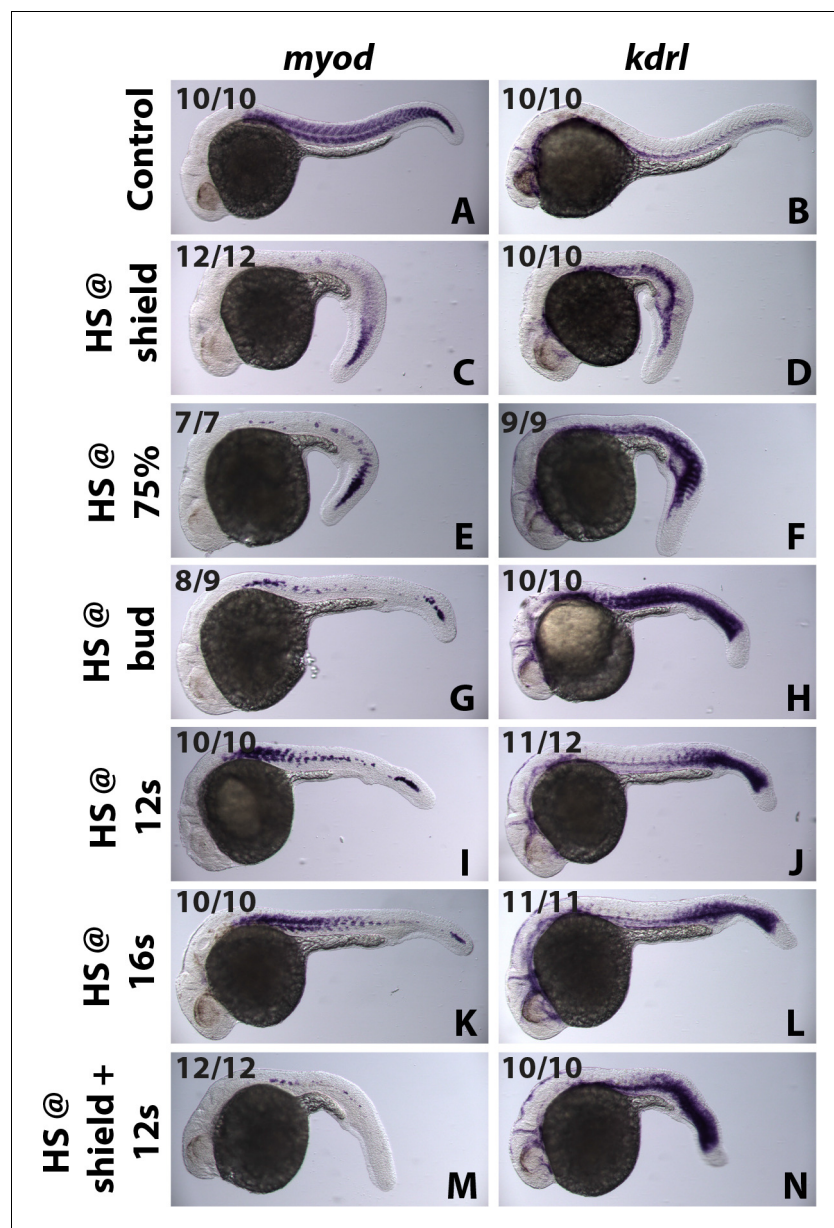 myod kdrl
Control
10/10 A
10/10 B
HS @
shield
12/12 C
10/10 D
HS @
75%
7/7 E
9/9 F
HS @
bud
8/9 G
10/10 H
HS @
12s
10/10 I
11/12 J
HS @
16s
10/10 K
11/11 L
HS @
shield +
12s
12/12 M
10/10 N